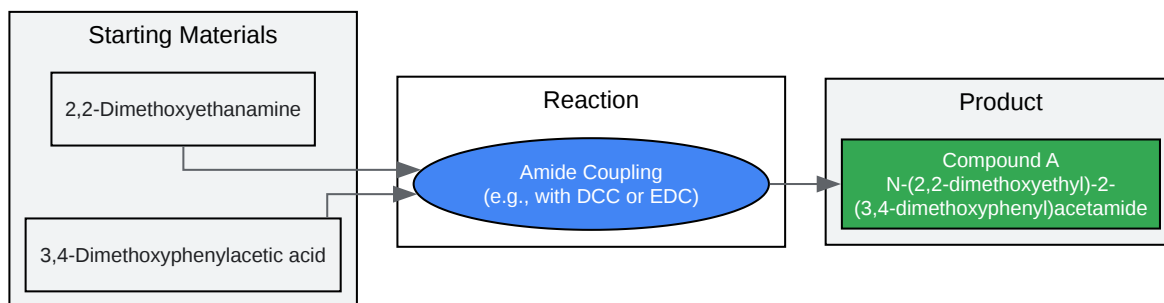 Starting Materials
2,2-Dimethoxyethanamine
3,4-Dimethoxyphenylacetic acid
Reaction
Amide Coupling
(e.g., with DCC or EDC)
Product
Compound A
N-(2,2-dimethoxyethyl)-2-
(3,4-dimethoxyphenyl)acetamide